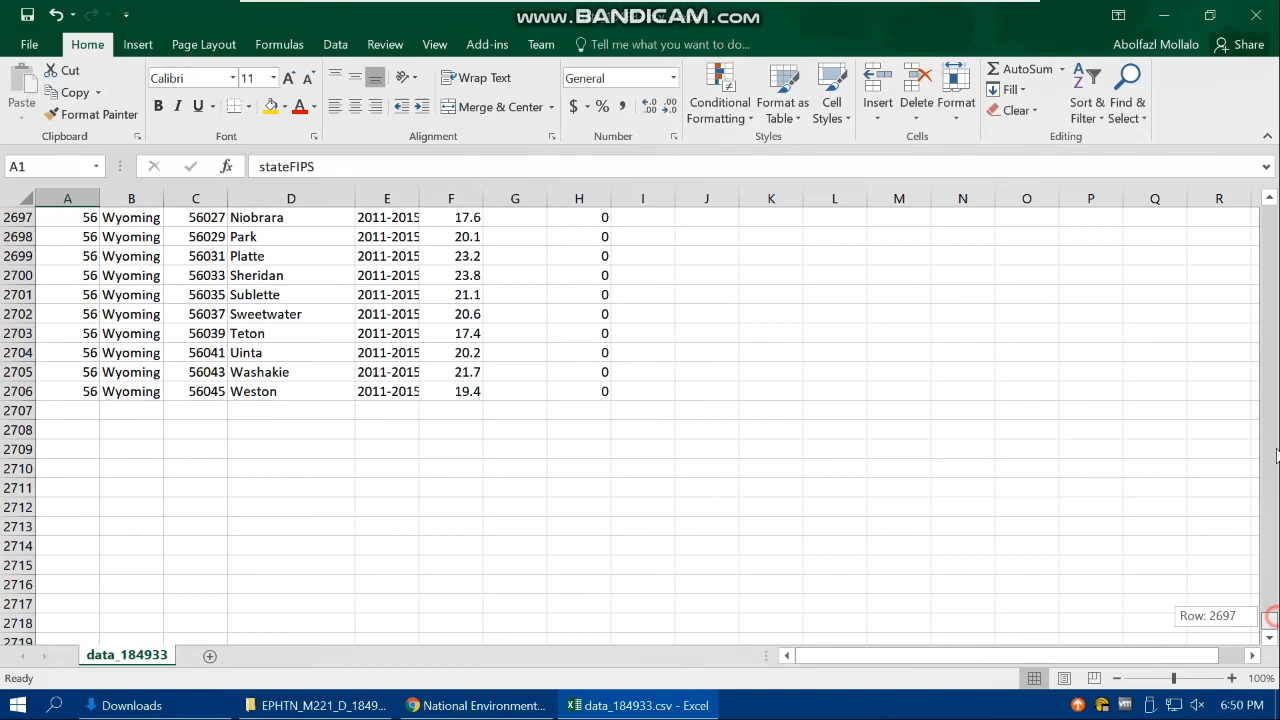 www.BANDICAM.com
File Home Insert Page Layout Formulas Data Review View Add-ins Team Tell me what you want to do... Abolfazl Mollalo Share
Paste Cut Copy Format Painter Clipboard
Calibri 11 B I U A A A Font
Wrap Text Merge & Center Alignment
General $ % , Number
Conditional Formatting Format as Table Cell Styles Styles
Insert Delete Format Cells
AutoSum Fill Clear Sort & Filter Find & Select Editing
A1 fx stateFIPS
A B C D E F G H I J K L M N O P Q R
2697 56 Wyoming 56027 Niobrara 2011-2015 17.6 0
2698 56 Wyoming 56029 Park 2011-2015 20.1 0
2699 56 Wyoming 56031 Platte 2011-2015 23.2 0
2700 56 Wyoming 56033 Sheridan 2011-2015 23.8 0
2701 56 Wyoming 56035 Sublette 2011-2015 21.1 0
2702 56 Wyoming 56037 Sweetwater 2011-2015 20.6 0
2703 56 Wyoming 56039 Teton 2011-2015 17.4 0
2704 56 Wyoming 56041 Uinta 2011-2015 20.2 0
2705 56 Wyoming 56043 Washakie 2011-2015 21.7 0
2706 56 Wyoming 56045 Weston 2011-2015 19.4 0
2707
2708
2709
2710
2711
2712
2713
2714
2715
2716
2717
2718
2719
Row: 2697
data_184933
Ready 100%
Downloads EPHTN_M221_D_1849... National Environment... data_184933.csv - Excel 6:50 PM